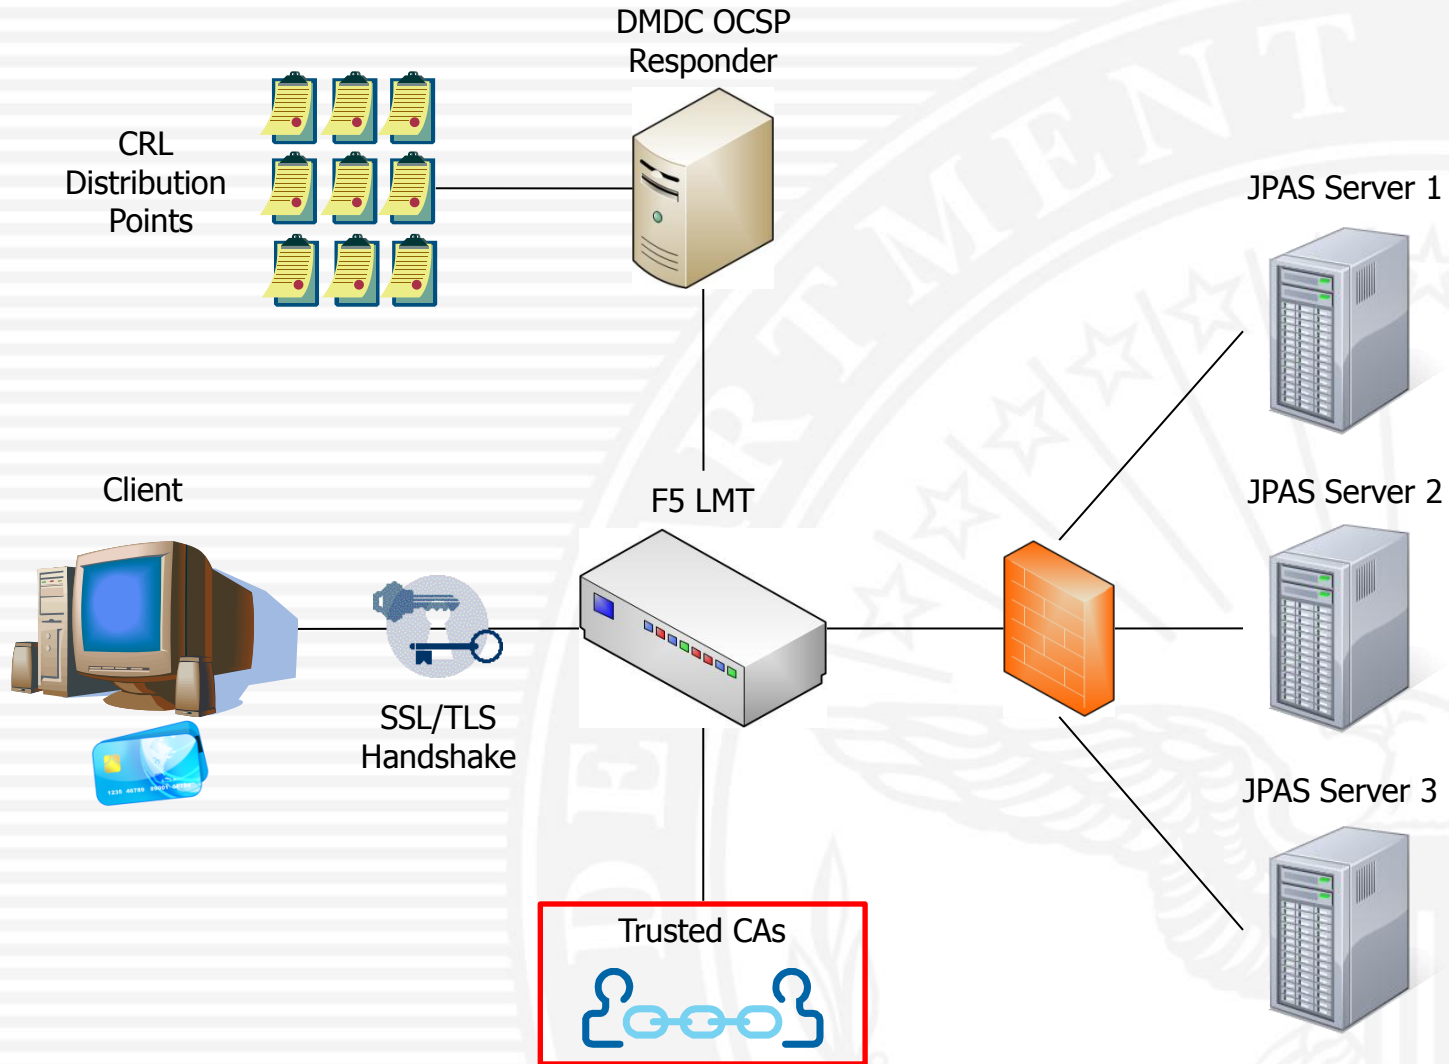 DMDC OCSP
Responder
CRL
Distribution
Points
JPAS Server 1
Client
F5 LMT
JPAS Server 2
SSL/TLS
Handshake
JPAS Server 3
Trusted CAs
DEPARTMENT